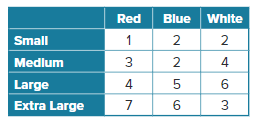 Red Blue White
Small 1 2 2
Medium 3 2 4
Large 4 5 6
Extra Large 7 6 3